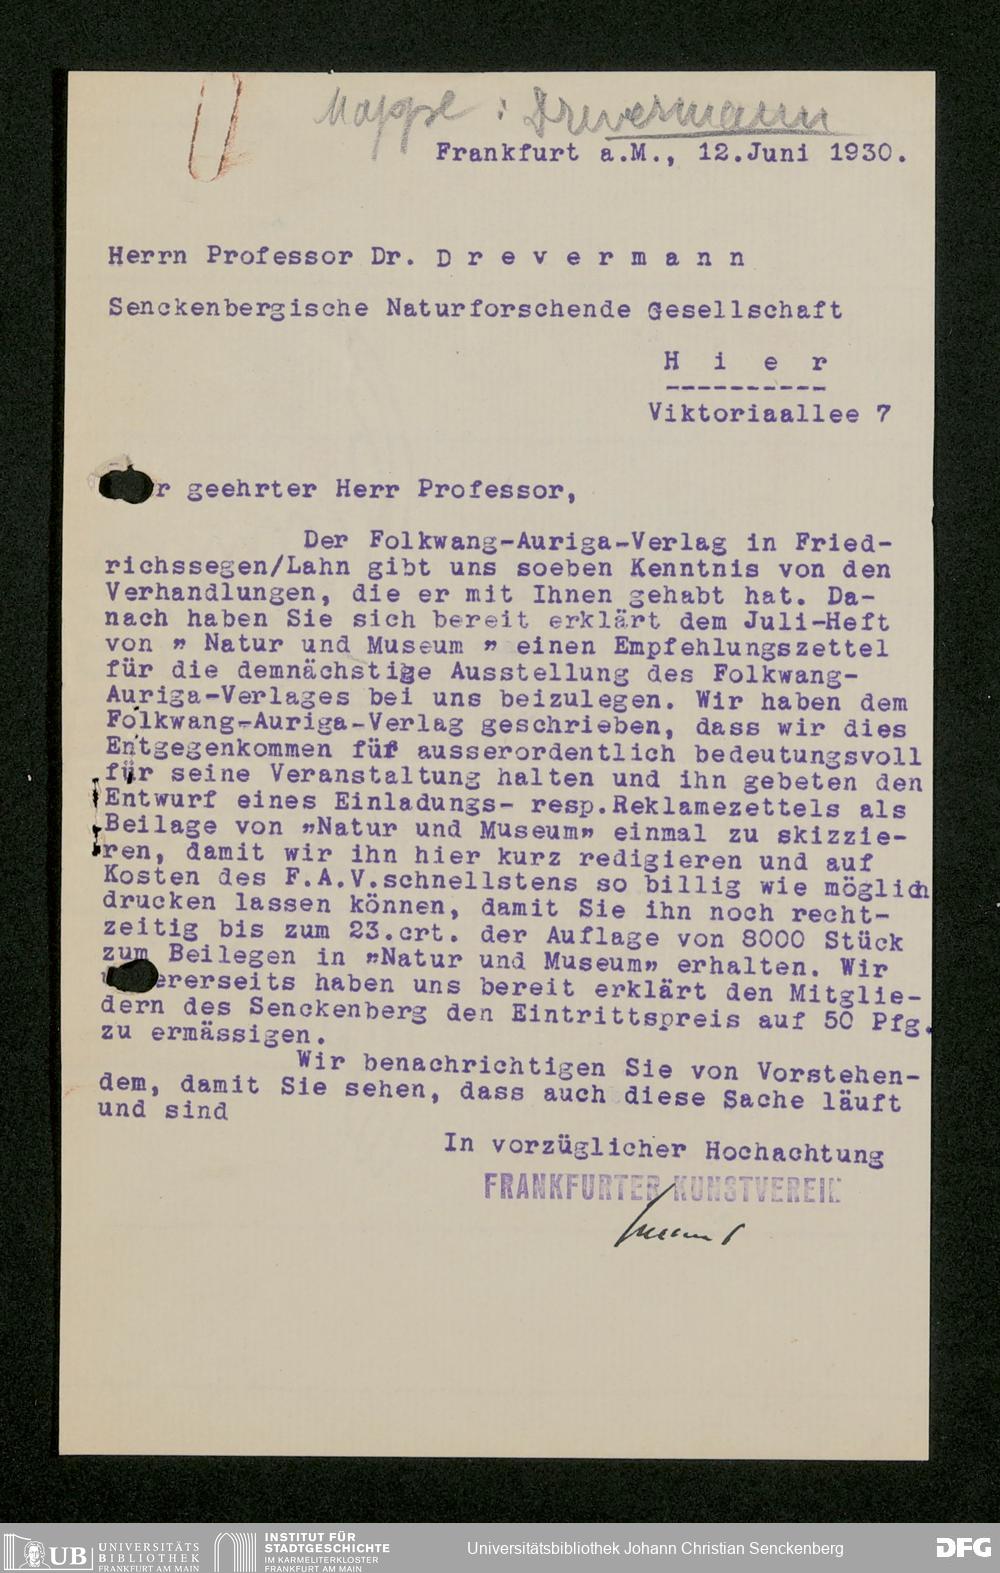 Mappe : Drevermann
Frankfurt a.M., 12.Juni 1930.
Herrn Professor Dr. D r e v e r m a n n
Senckenbergische Naturforschende Gesellschaft
H i e r
Viktoriaallee 7
r geehrter Herr Professor,
Der Folkwang-Auriga-Verlag in Fried-
richssegen/Lahn gibt uns soeben Kenntnis von den
Verhandlungen, die er mit Ihnen gehabt hat. Da-
nach haben Sie sich bereit erklärt dem Juli-Heft
von " Natur und Museum " einen Empfehlungszettel
für die demnächstige Ausstellung des Folkwang-
Auriga-Verlages bei uns beizulegen. Wir haben dem
Folkwang-Auriga-Verlag geschrieben, dass wir dies
Entgegenkommen für ausserordentlich bedeutungsvoll
für seine Veranstaltung halten und ihn gebeten den
Entwurf eines Einladungs- resp.Reklamezettels als
Beilage von "Natur und Museum" einmal zu skizzie-
ren, damit wir ihn hier kurz redigieren und auf
Kosten des F.A.V.schnellstens so billig wie möglich
drucken lassen können, damit Sie ihn noch recht-
zeitig bis zum 23.crt. der Auflage von 8000 Stück
zum Beilegen in "Natur und Museum" erhalten. Wir
ererseits haben uns bereit erklärt den Mitglie-
dern des Senckenberg den Eintrittspreis auf 50 Pfg.
zu ermässigen.
Wir benachrichtigen Sie von Vorstehen-
dem, damit Sie sehen, dass auch diese Sache läuft
und sind
In vorzüglicher Hochachtung
FRANKFURTER KUNSTVEREIN
UB UNIVERSITÄTS
BIBLIOTHEK
FRANKFURT AM MAIN
INSTITUT FÜR
STADTGESCHICHTE
IM KARMELITERKLOSTER
FRANKFURT AM MAIN
Universitätsbibliothek Johann Christian Senckenberg
DFG